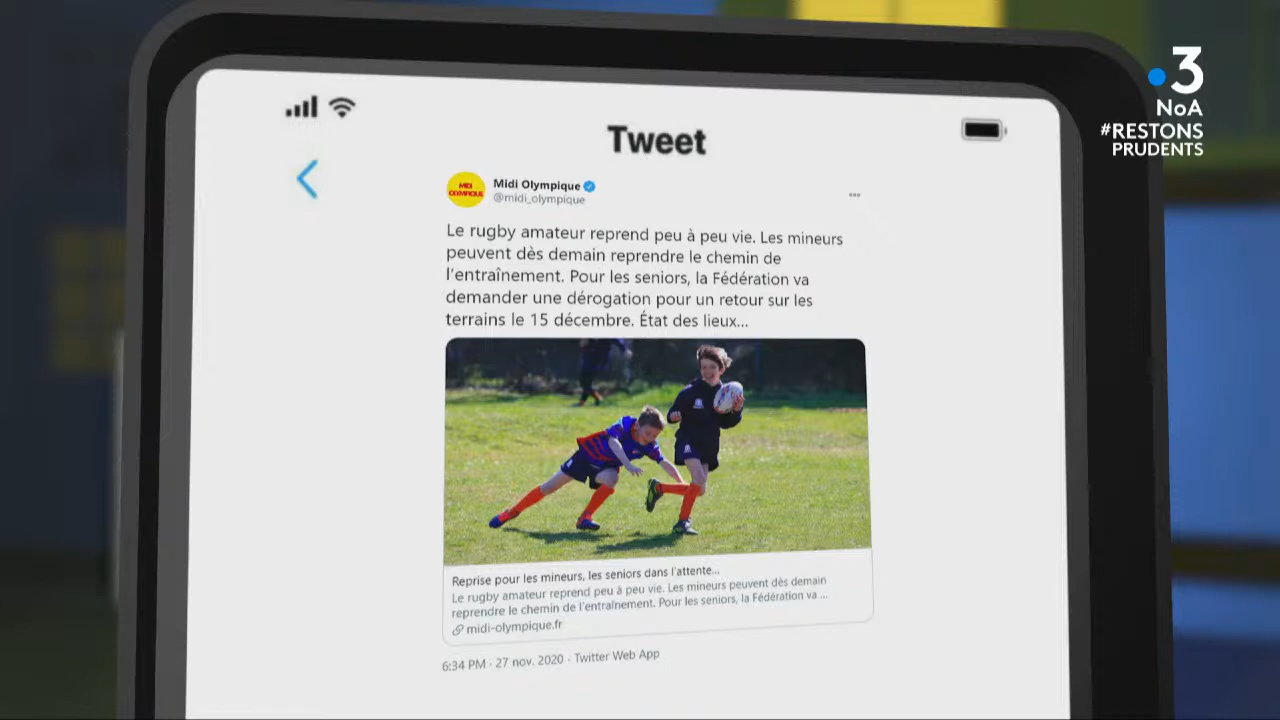 3
NoA
#RESTONS
PRUDENTS
Tweet
MIDI
OLYMPIQUE
Midi Olympique
@midi_olympique
Le rugby amateur reprend peu à peu vie. Les mineurs
peuvent dès demain reprendre le chemin de
l'entraînement. Pour les seniors, la Fédération va
demander une dérogation pour un retour sur les
terrains le 15 décembre. État des lieux...
Reprise pour les mineurs, les seniors dans l'attente...
Le rugby amateur reprend peu à peu vie. Les mineurs peuvent dès demain
reprendre le chemin de l'entraînement. Pour les seniors, la Fédération va ...
midi-olympique.fr
6:34 PM · 27 nov. 2020 · Twitter Web App